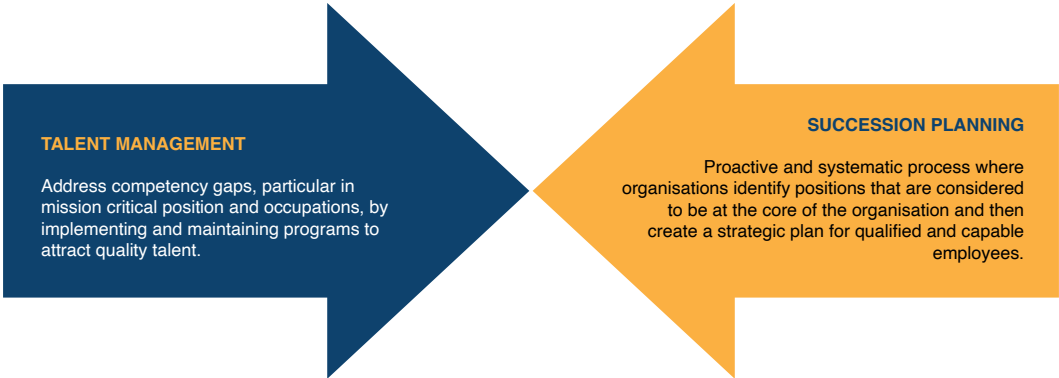 TALENT MANAGEMENT
Address competency gaps, particular in
mission critical position and occupations, by
implementing and maintaining programs to
attract quality talent.
SUCCESSION PLANNING
Proactive and systematic process where
organisations identify positions that are considered
to be at the core of the organisation and then
create a strategic plan for qualified and capable
employees.